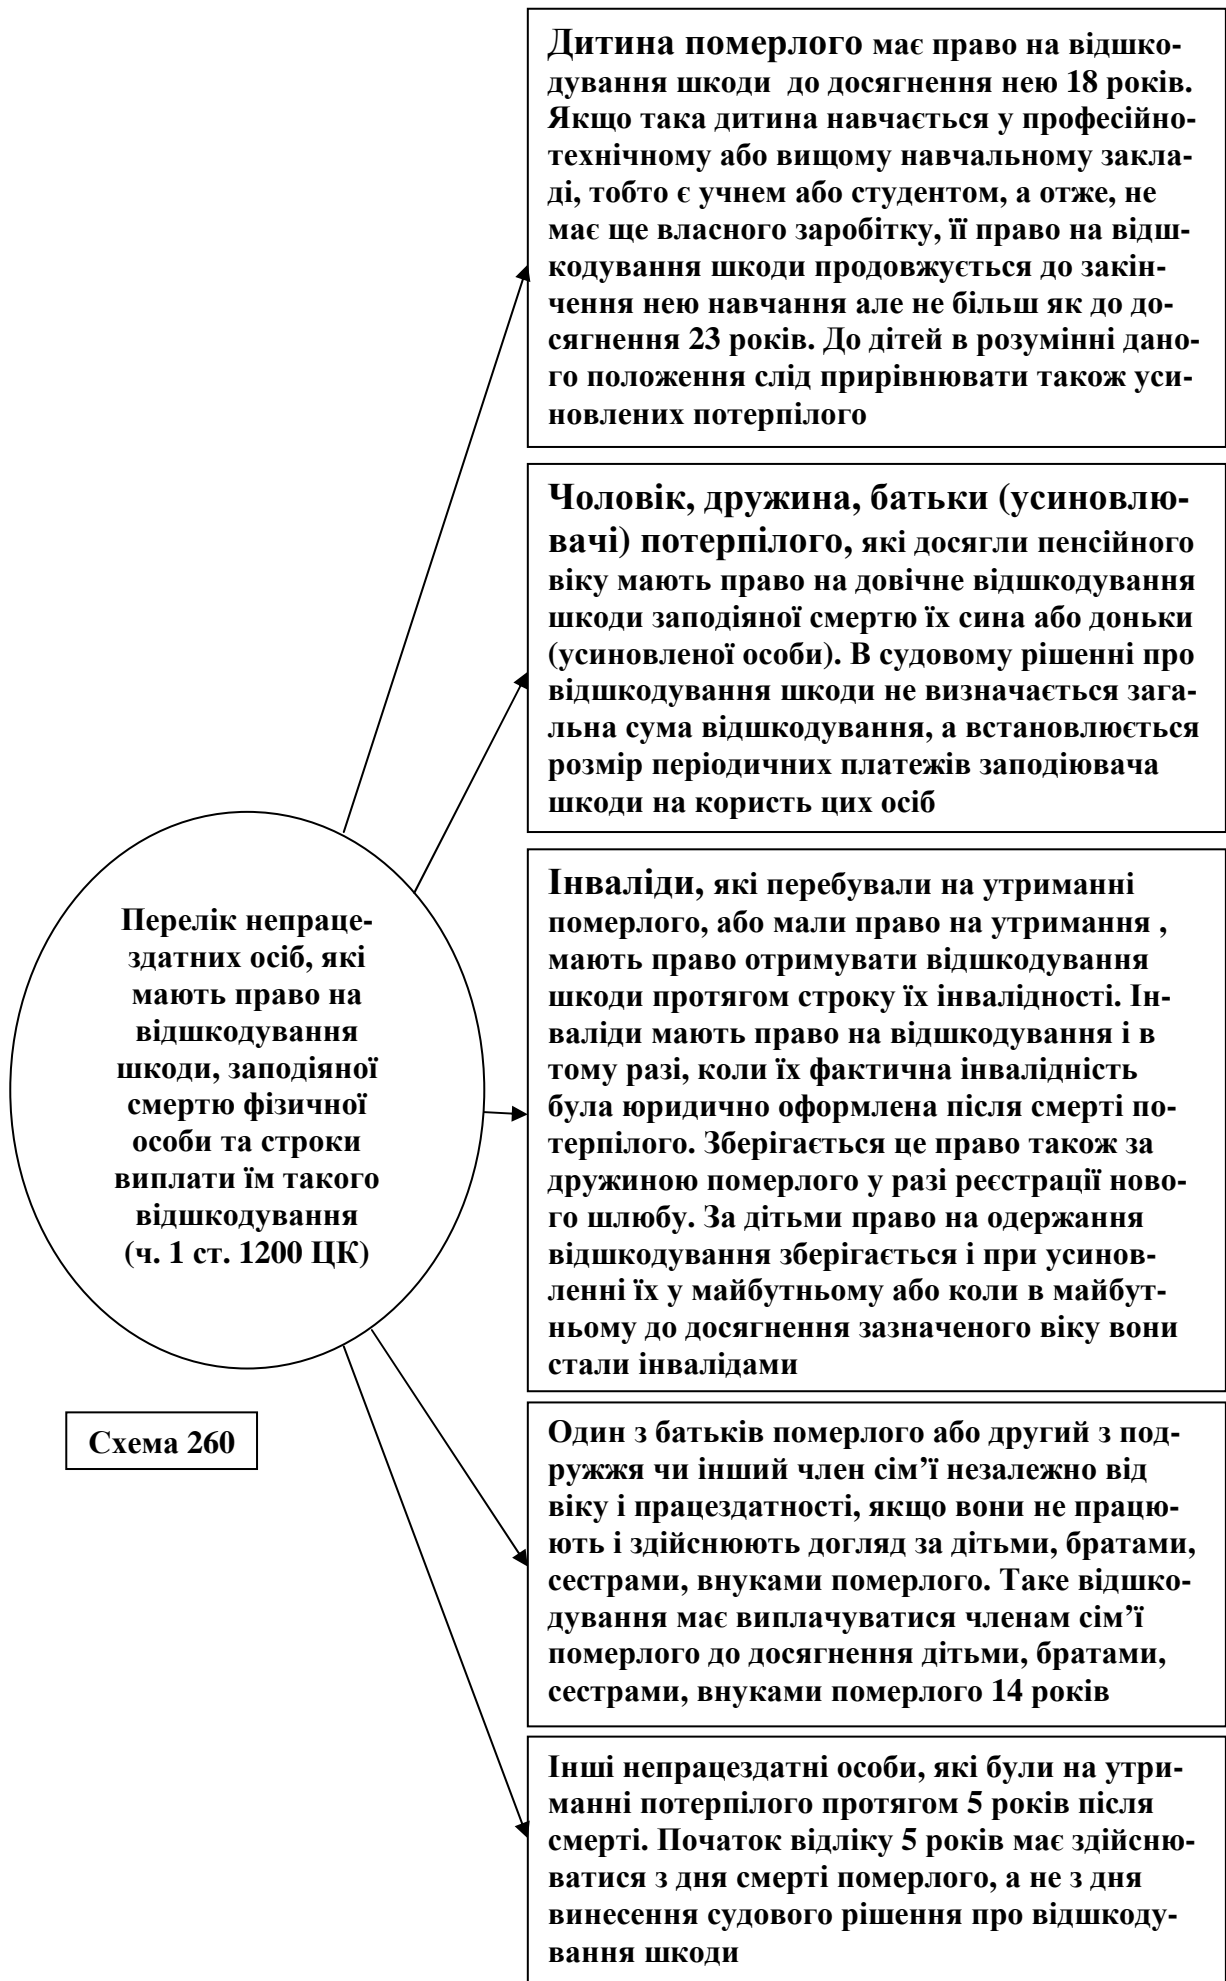 Дитина померлого має право на відшко-
дування шкоди  до досягнення нею 18 років.
Якщо така дитина навчається у професійно-
технічному або вищому навчальному закла-
ді, тобто є учнем або студентом, а отже, не
має ще власного заробітку, її право на відш-
кодування шкоди продовжується до закін-
чення нею навчання але не більш як до до-
сягнення 23 років. До дітей в розумінні дано-
го положення слід прирівнювати також уси-
новлених потерпілого
Чоловік, дружина, батьки (усиновлю-
вачі) потерпілого, які досягли пенсійного
віку мають право на довічне відшкодування
шкоди заподіяної смертю їх сина або доньки
(усиновленої особи). В судовому рішенні про
відшкодування шкоди не визначається зага-
льна сума відшкодування, а встановлюється
розмір періодичних платежів заподіювача
шкоди на користь цих осіб
Перелік непраце-
здатних осіб, які
мають право на
відшкодування
шкоди, заподіяної
смертю фізичної
особи та строки
виплати їм такого
відшкодування
(ч. 1 ст. 1200 ЦК)
Інваліди, які перебували на утриманні
померлого, або мали право на утримання ,
мають право отримувати відшкодування
шкоди протягом строку їх інвалідності. Ін-
валіди мають право на відшкодування і в
тому разі, коли їх фактична інвалідність
була юридично оформлена після смерті по-
терпілого. Зберігається це право також за
дружиною померлого у разі реєстрації ново-
го шлюбу. За дітьми право на одержання
відшкодування зберігається і при усинов-
ленні їх у майбутньому або коли в майбут-
ньому до досягнення зазначеного віку вони
стали інвалідами
Схема 260
Один з батьків померлого або другий з под-
ружжя чи інший член сім’ї незалежно від
віку і працездатності, якщо вони не працю-
ють і здійснюють догляд за дітьми, братами,
сестрами, внуками померлого. Таке відшко-
дування має виплачуватися членам сім’ї
померлого до досягнення дітьми, братами,
сестрами, внуками померлого 14 років
Інші непрацездатні особи, які були на утри-
манні потерпілого протягом 5 років після
смерті. Початок відліку 5 років має здійсню-
ватися з дня смерті померлого, а не з дня
винесення судового рішення про відшкоду-
вання шкоди